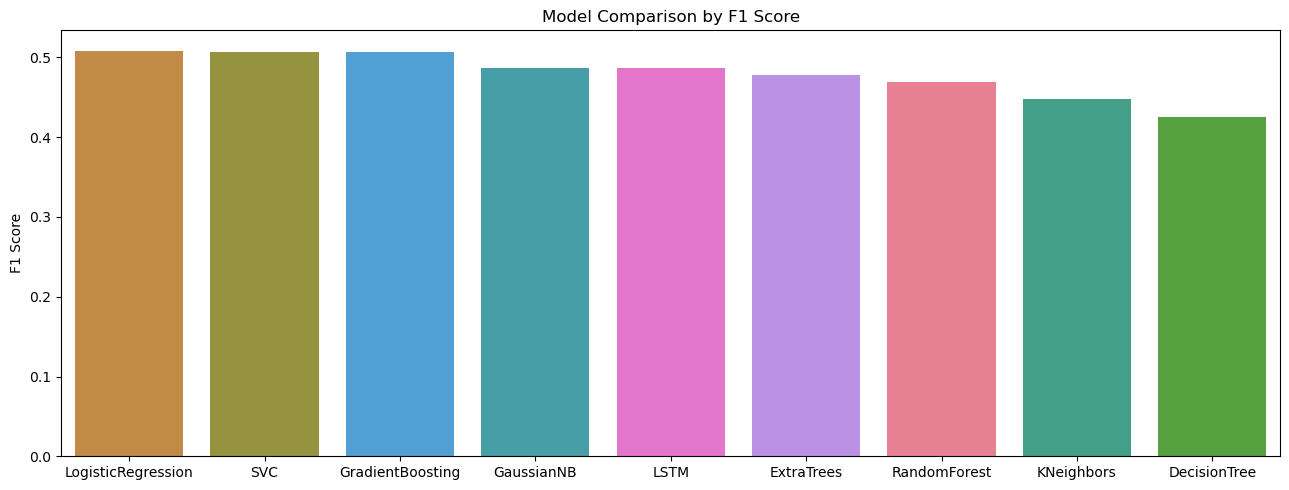 Model Comparison by F1 Score
F1 Score
0.5
0.4
0.3
0.2
0.1
0.0
LogisticRegression SVC GradientBoosting GaussianNB LSTM ExtraTrees RandomForest KNeighbors DecisionTree